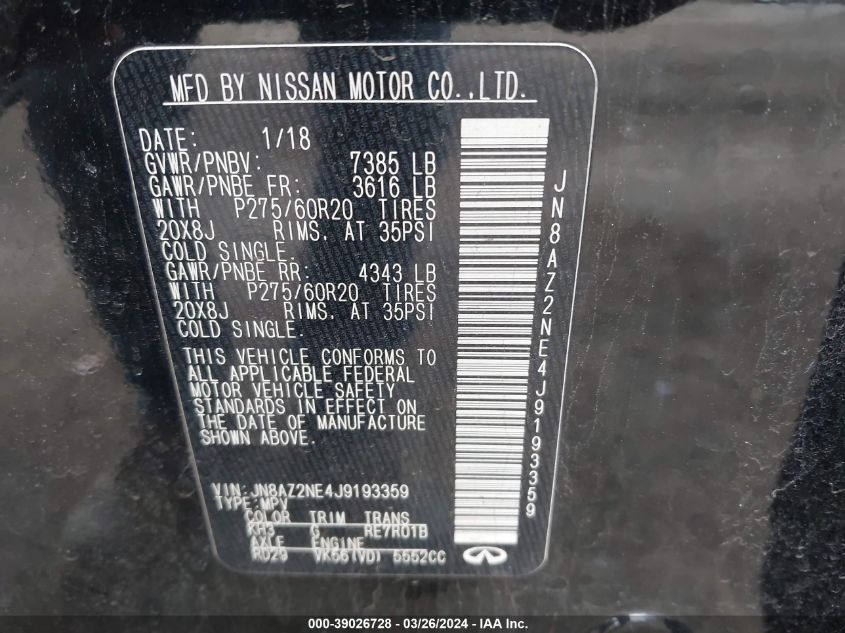 MFD BY NISSAN MOTOR CO.,LTD.
DATE: 1/18
GVWR/PNBV: 7385 LB
GAWR/PNBE FR: 3616 LB
WITH P275/60R20 TIRES
20X8J RIMS, AT 35PSI
COLD SINGLE.
GAWR/PNBE RR: 4343 LB
WITH P275/60R20 TIRES
20X8J RIMS, AT 35PSI
COLD SINGLE.
THIS VEHICLE CONFORMS TO
ALL APPLICABLE FEDERAL
MOTOR VEHICLE SAFETY
STANDARDS IN EFFECT ON
THE DATE OF MANUFACTURE
SHOWN ABOVE.
VIN:JN8AZ2NE4J9193359
TYPE:MPV
COLOR TRIM TRANS
KH3 G RE7R01B
AXLE ENGINE
RD29 VK56(VD) 5552CC
JN8AZ2NE4J9193359
000-39026728 - 03/26/2024 - IAA Inc.